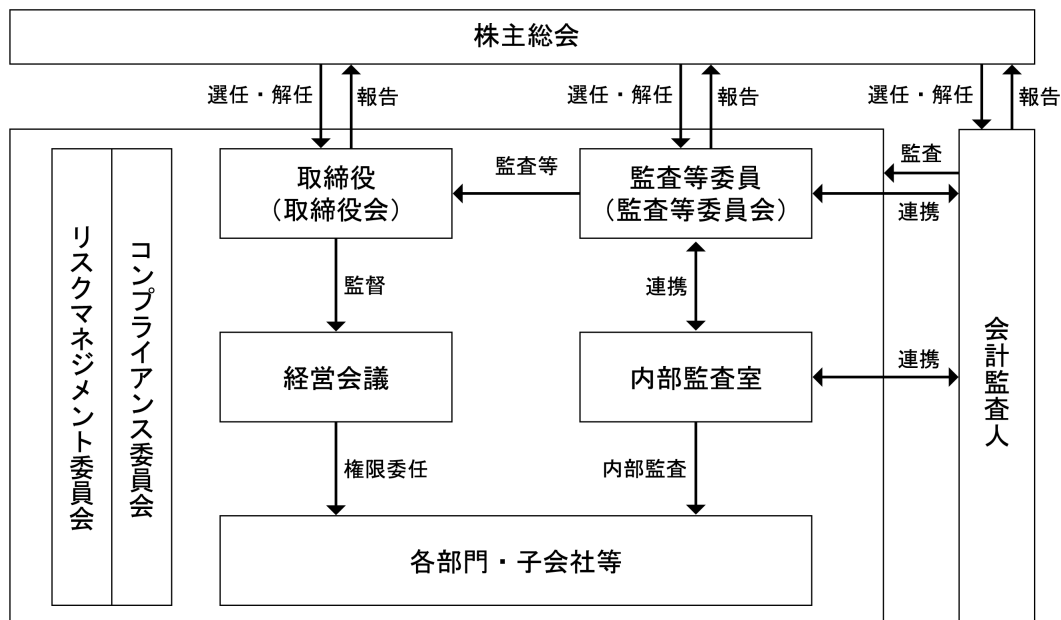 株主総会
選任・解任
報告
選任・解任
報告
選任・解任
報告
取締役
（取締役会）
監査等
監査等委員
（監査等委員会）
監査
連携
監督
連携
リスクマネジメント委員会
コンプライアンス委員会
経営会議
内部監査室
連携
会計監査人
権限委任
内部監査
各部門・子会社等